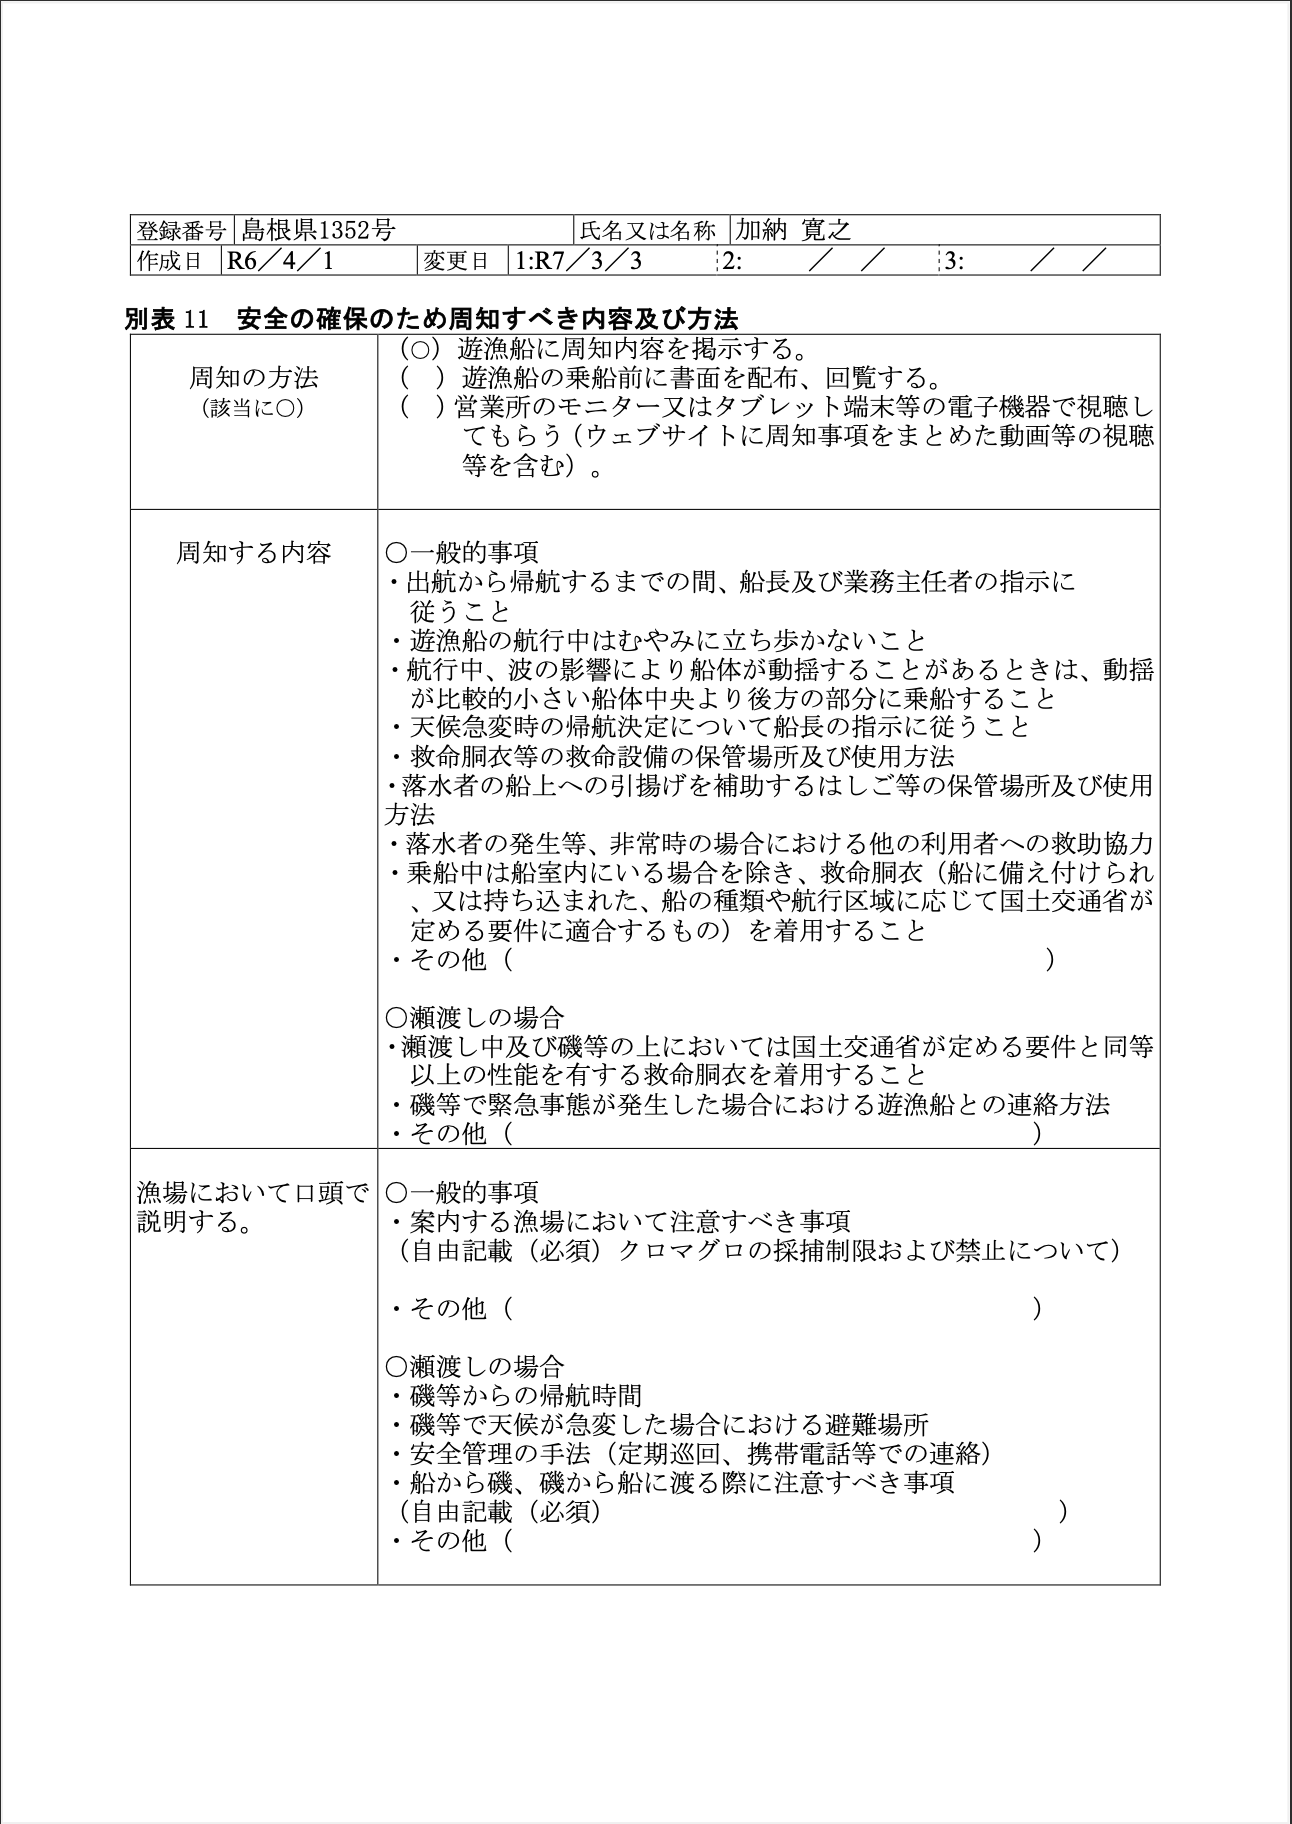 登録番号 島根県1352号 氏名又は名称 加納 寛之
作成日 R6／4／1 変更日 1:R7／3／3 2: ／ ／ 3: ／ ／
別表 11　安全の確保のため周知すべき内容及び方法
周知の方法
（該当に○）
（○）遊漁船に周知内容を掲示する。
（　）遊漁船の乗船前に書面を配布、回覧する。
（　）営業所のモニター又はタブレット端末等の電子機器で視聴し
てもらう（ウェブサイトに周知事項をまとめた動画等の視聴
等を含む）。
周知する内容
○一般的事項
・出航から帰航するまでの間、船長及び業務主任者の指示に
従うこと
・遊漁船の航行中はむやみに立ち歩かないこと
・航行中、波の影響により船体が動揺することがあるときは、動揺
が比較的小さい船体中央より後方の部分に乗船すること
・天候急変時の帰航決定について船長の指示に従うこと
・救命胴衣等の救命設備の保管場所及び使用方法
・落水者の船上への引揚げを補助するはしご等の保管場所及び使用
方法
・落水者の発生等、非常時の場合における他の利用者への救助協力
・乗船中は船室内にいる場合を除き、救命胴衣（船に備え付けられ
、又は持ち込まれた、船の種類や航行区域に応じて国土交通省が
定める要件に適合するもの）を着用すること
・その他（　　　　　　　　　　　　　　　　　　　　）
○瀬渡しの場合
・瀬渡し中及び磯等の上においては国土交通省が定める要件と同等
以上の性能を有する救命胴衣を着用すること
・磯等で緊急事態が発生した場合における遊漁船との連絡方法
・その他（　　　　　　　　　　　　　　　　　　　　）
漁場において口頭で
説明する。
○一般的事項
・案内する漁場において注意すべき事項
（自由記載（必須）クロマグロの採捕制限および禁止について）
・その他（　　　　　　　　　　　　　　　　　　　　）
○瀬渡しの場合
・磯等からの帰航時間
・磯等で天候が急変した場合における避難場所
・安全管理の手法（定期巡回、携帯電話等での連絡）
・船から磯、磯から船に渡る際に注意すべき事項
（自由記載（必須）　　　　　　　　　　　　　　　　　）
・その他（　　　　　　　　　　　　　　　　　　　　）